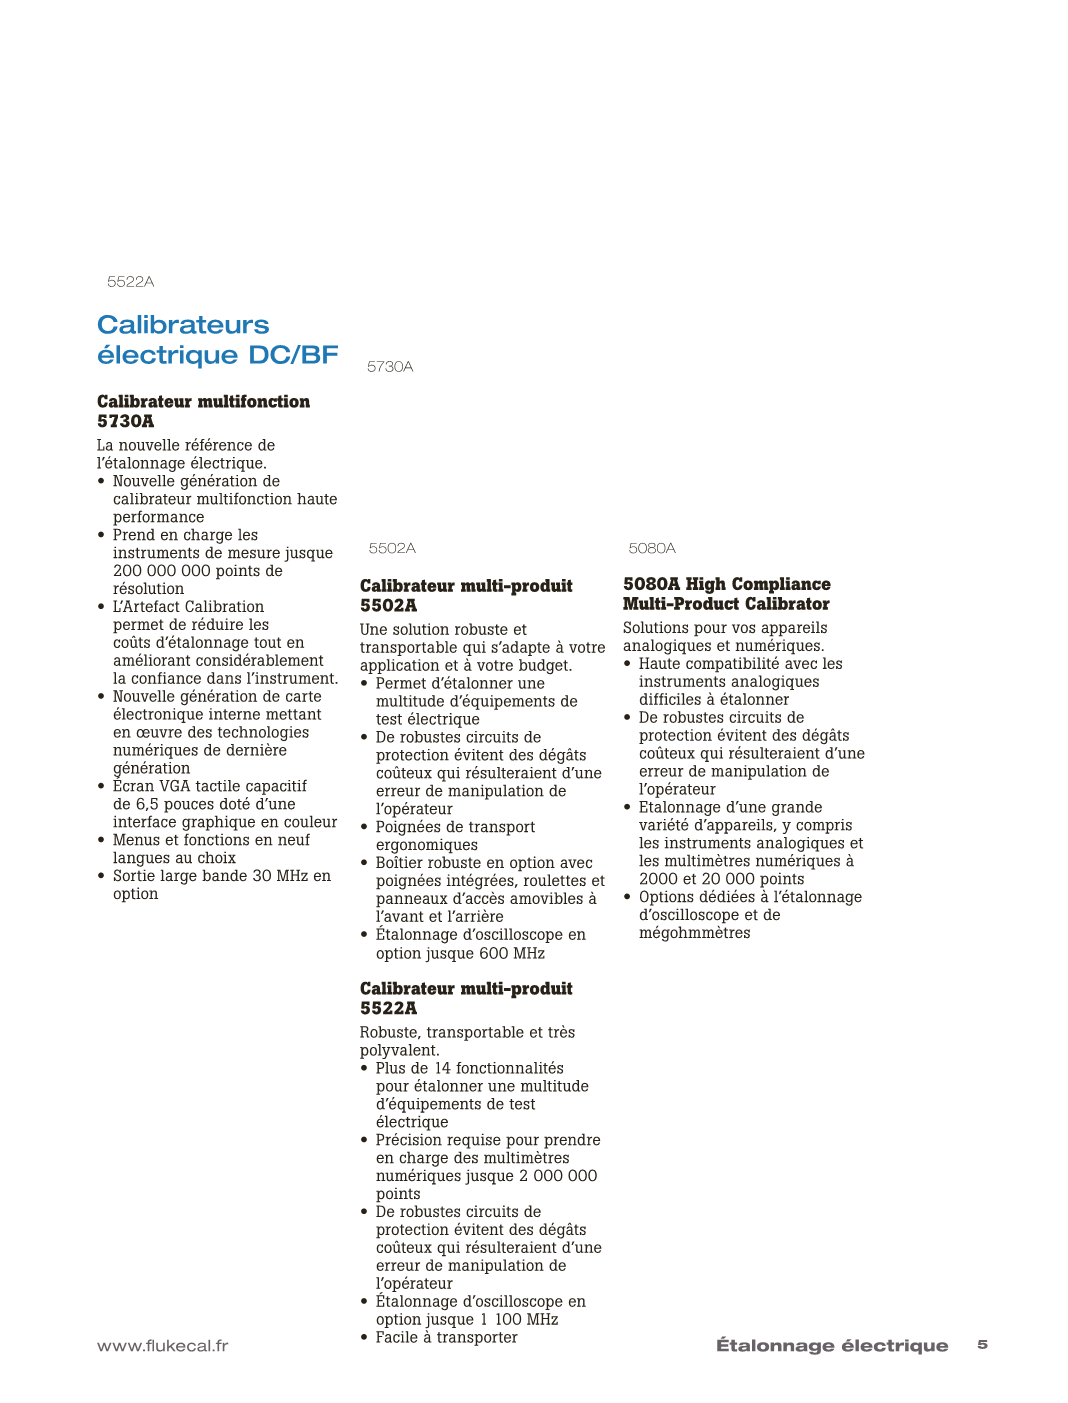 5522A
Calibrateurs
électrique DC/BF
Calibrateur multifonction
5730A
La nouvelle référence de
l’étalonnage électrique.
• Nouvelle génération de
calibrateur multifonction haute
performance
• Prend en charge les
instruments de mesure jusque
200 000 000 points de
résolution
• L’Artefact Calibration
permet de réduire les
coûts d’étalonnage tout en
améliorant considérablement
la confiance dans l’instrument.
• Nouvelle génération de carte
électronique interne mettant
en œuvre des technologies
numériques de dernière
génération
• Écran VGA tactile capacitif
de 6,5 pouces doté d’une
interface graphique en couleur
• Menus et fonctions en neuf
langues au choix
• Sortie large bande 30 MHz en
option
5730A
5502A
Calibrateur multi-produit
5502A
Une solution robuste et
transportable qui s’adapte à votre
application et à votre budget.
• Permet d’étalonner une
multitude d’équipements de
test électrique
• De robustes circuits de
protection évitent des dégâts
coûteux qui résulteraient d’une
erreur de manipulation de
l’opérateur
• Poignées de transport
ergonomiques
• Boîtier robuste en option avec
poignées intégrées, roulettes et
panneaux d’accès amovibles à
l’avant et l’arrière
• Étalonnage d’oscilloscope en
option jusque 600 MHz
Calibrateur multi-produit
5522A
Robuste, transportable et très
polyvalent.
• Plus de 14 fonctionnalités
pour étalonner une multitude
d’équipements de test
électrique
• Précision requise pour prendre
en charge des multimètres
numériques jusque 2 000 000
points
• De robustes circuits de
protection évitent des dégâts
coûteux qui résulteraient d’une
erreur de manipulation de
l’opérateur
• Étalonnage d’oscilloscope en
option jusque 1 100 MHz
• Facile à transporter
5080A
5080A High Compliance
Multi-Product Calibrator
Solutions pour vos appareils
analogiques et numériques.
• Haute compatibilité avec les
instruments analogiques
difficiles à étalonner
• De robustes circuits de
protection évitent des dégâts
coûteux qui résulteraient d’une
erreur de manipulation de
l’opérateur
• Etalonnage d’une grande
variété d’appareils, y compris
les instruments analogiques et
les multimètres numériques à
2000 et 20 000 points
• Options dédiées à l’étalonnage
d’oscilloscope et de
mégohmmètres
www.flukecal.fr
Étalonnage électrique 5